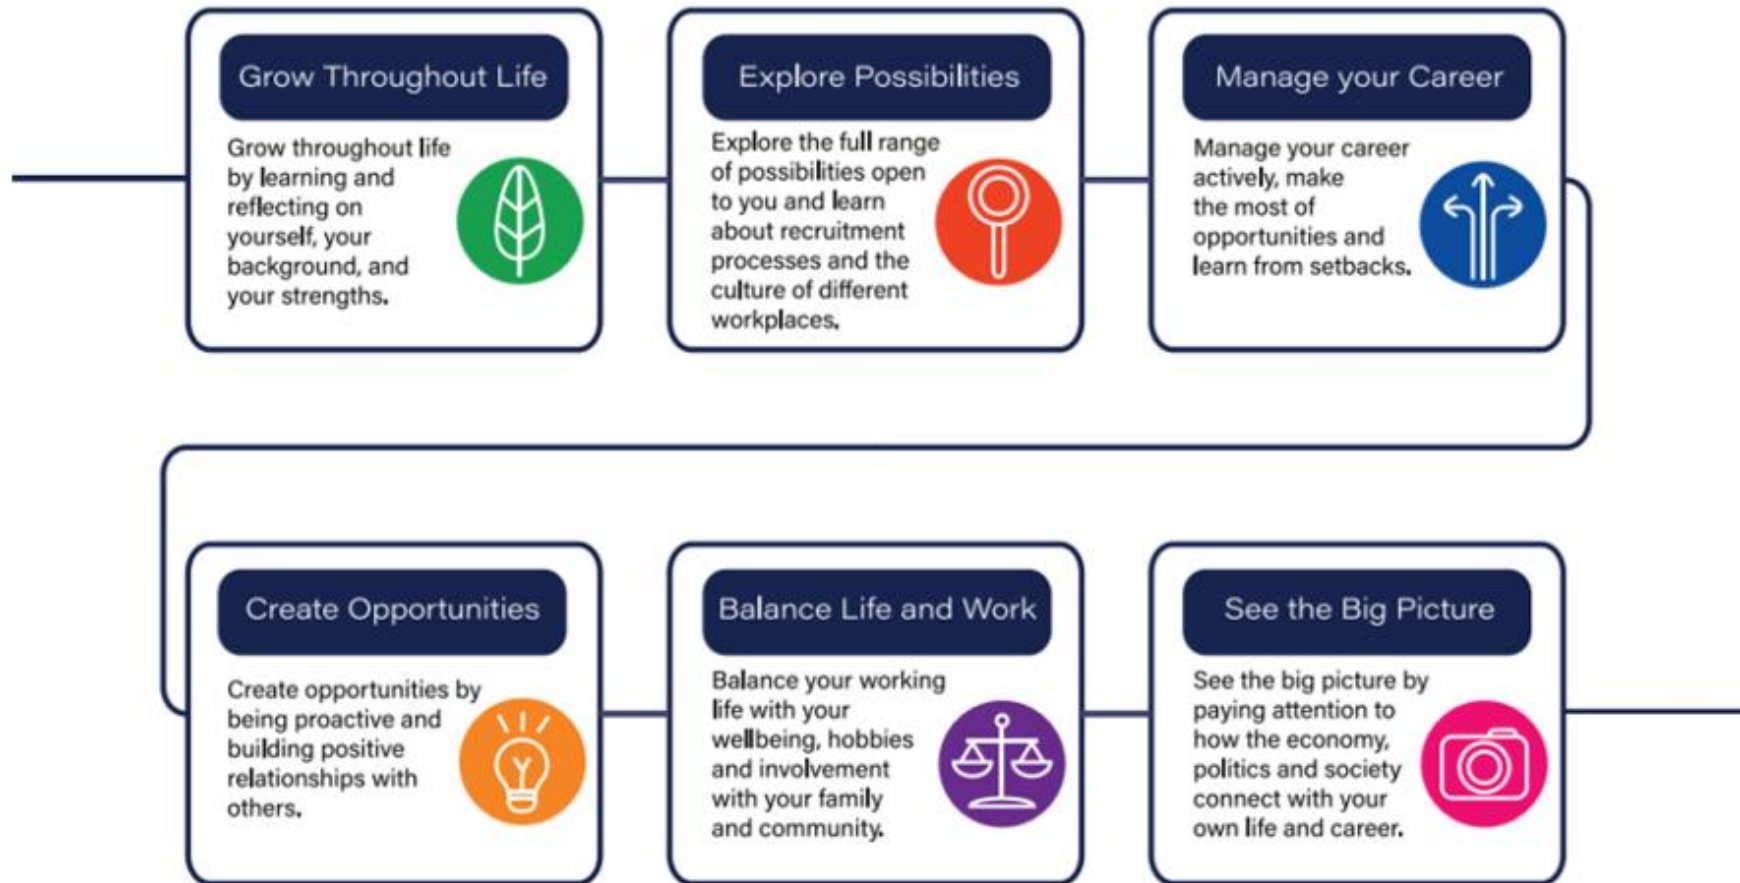 Grow Throughout Life
Grow throughout life
by learning and
reflecting on
yourself, your
background, and
your strengths.
Explore Possibilities
Explore the full range
of possibilities open
to you and learn
about recruitment
processes and the
culture of different
workplaces.
Manage your Career
Manage your career
actively, make
the most of
opportunities and
learn from setbacks.
Create Opportunities
Create opportunities by
being proactive and
building positive
relationships with
others.
Balance Life and Work
Balance your working
life with your
wellbeing, hobbies
and involvement
with your family
and community.
See the Big Picture
See the big picture by
paying attention to
how the economy,
politics and society
connect with your
own life and career.